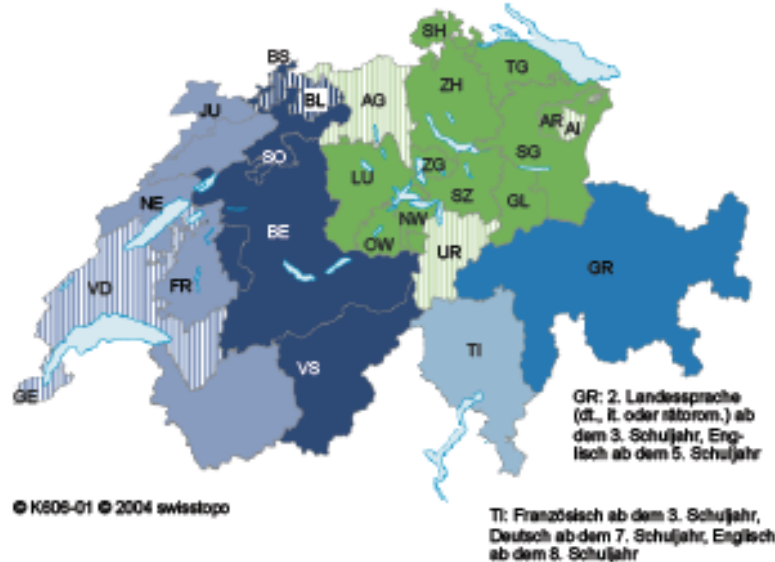 SH
BS
TG
BL
AG
ZH
JU
AR
AI
SO
SG
LU
ZG
SZ
NE
NW
GL
BE
OW
UR
GR
VD
FR
TI
VS
GE
GR: 2. Landessprache
(dt., it. oder rätorom.) ab
dem 3. Schuljahr, Eng-
lisch ab dem 5. Schuljahr
© K606-01 © 2004 swisstopo
TI: Französisch ab dem 3. Schuljahr,
Deutsch ab dem 7. Schuljahr, Englisch
ab dem 8. Schuljahr